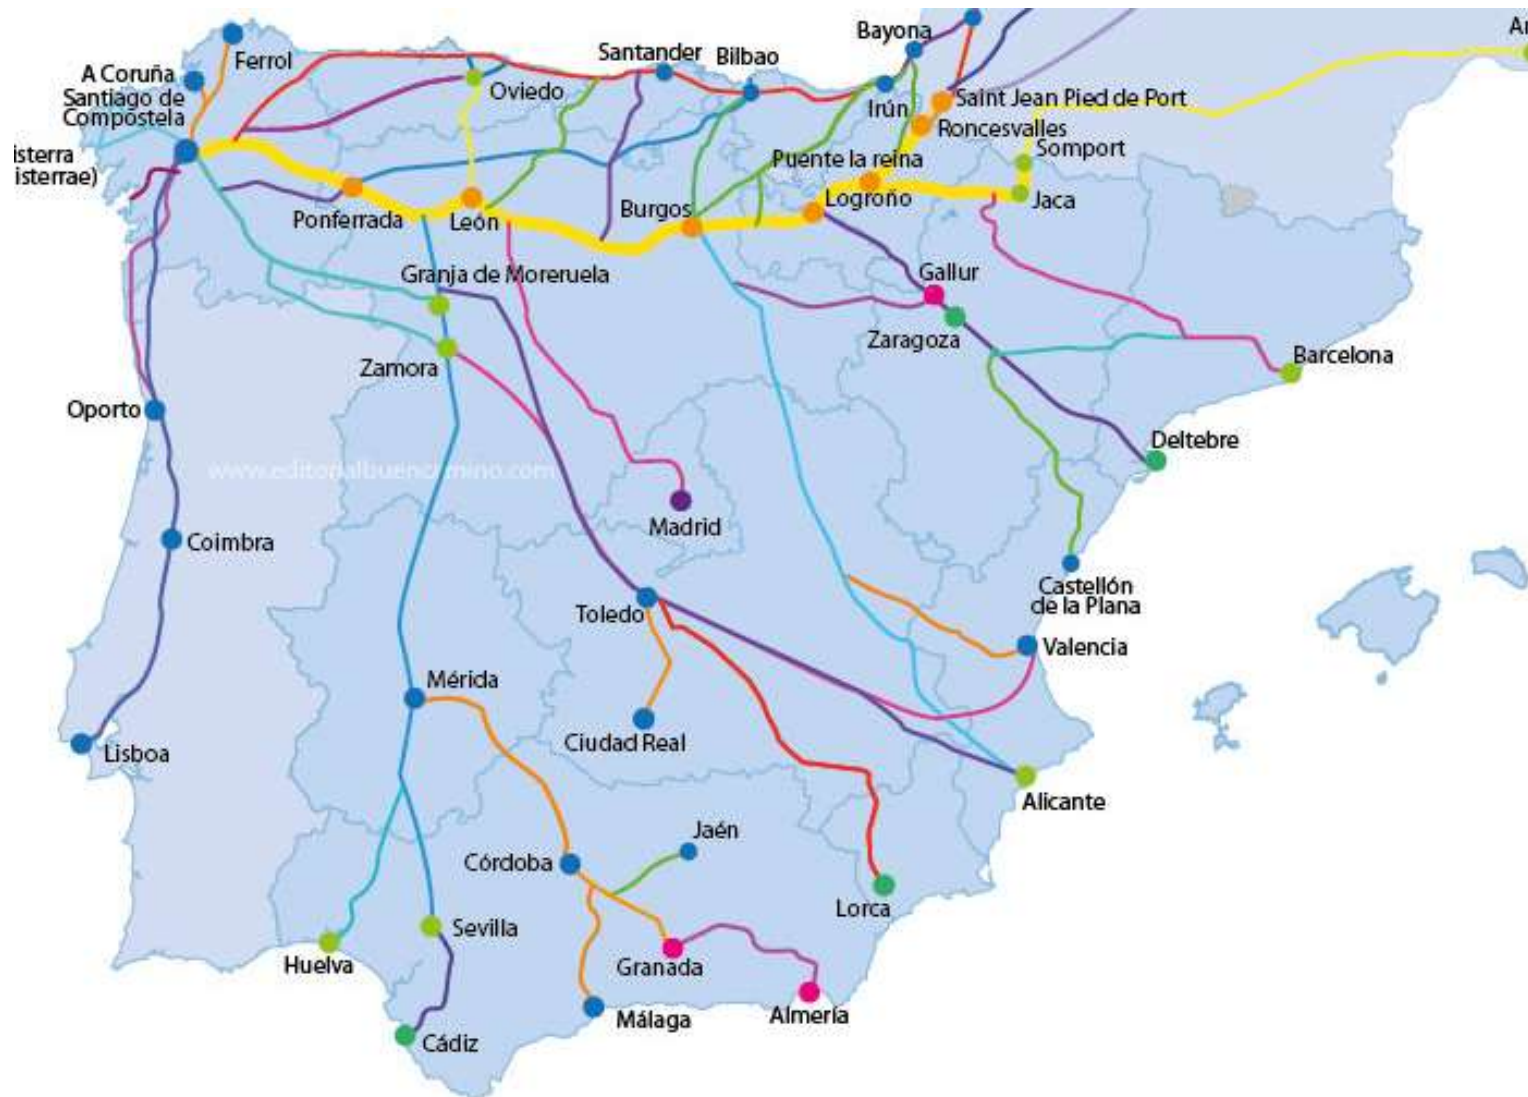 Ferrol
A Coruña
Santiago de
Compostela
isterra
isterrae)
Oviedo
Santander
Bilbao
Bayona
Irún
Saint Jean Pied de Port
Roncesvalles
Puente la reina
Somport
Jaca
Logroño
Burgos
León
Ponferrada
Granja de Moreruela
Zamora
Gallur
Zaragoza
Barcelona
Deltebre
Oporto
www.editorialbuencamino.com
Madrid
Coimbra
Castellón
de la Plana
Toledo
Valencia
Mérida
Ciudad Real
Lisboa
Alicante
Jaén
Córdoba
Lorca
Sevilla
Huelva
Granada
Almería
Málaga
Cádiz